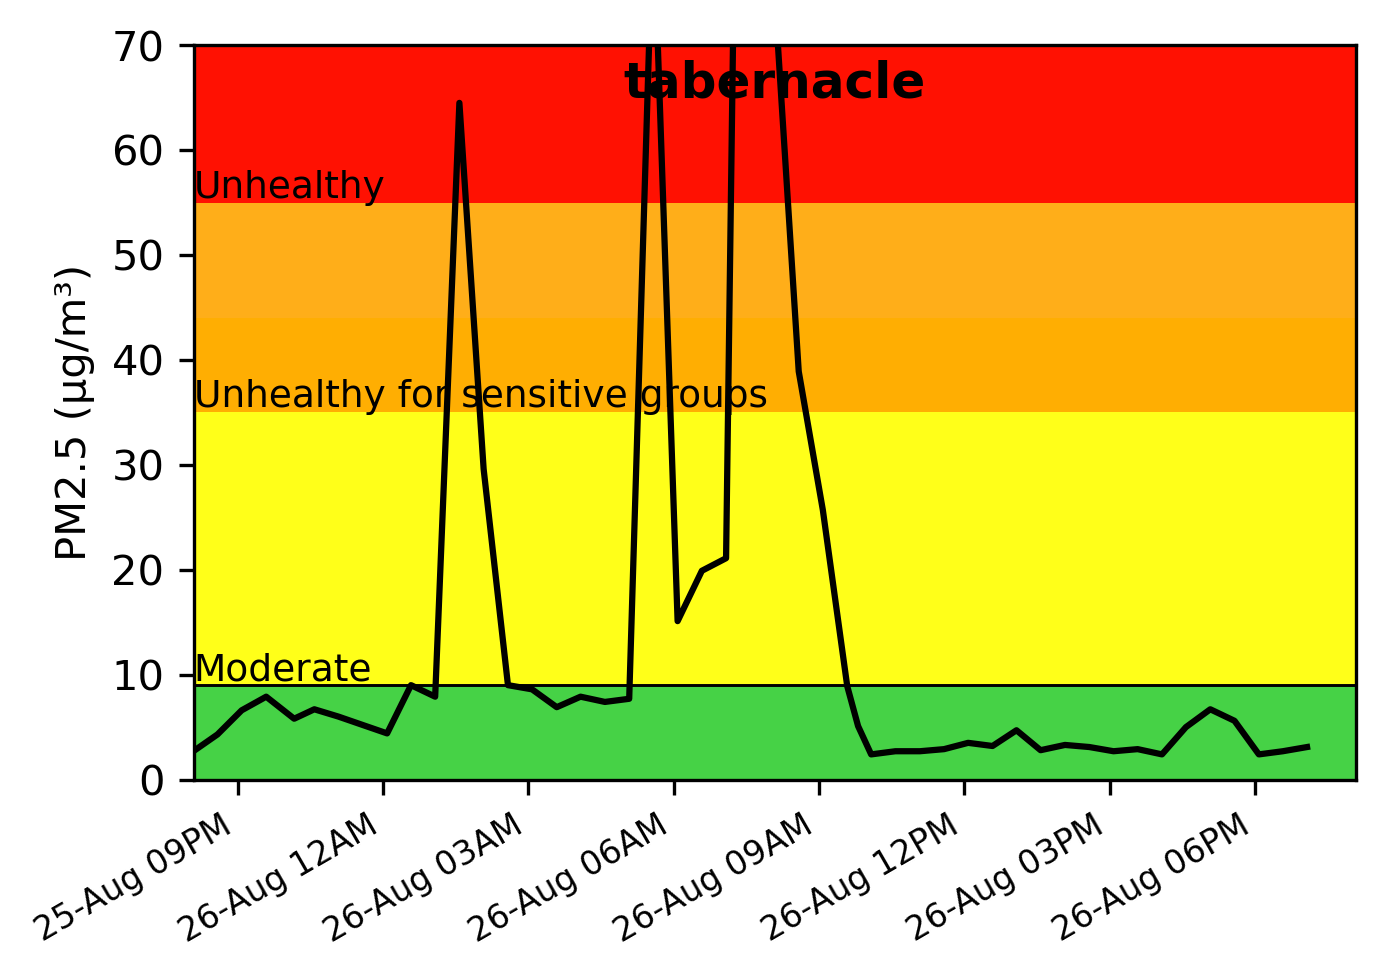 tabernacle
PM2.5 (µg/m³)
70
60
50
40
30
20
10
0
Unhealthy
Unhealthy for sensitive groups
Moderate
25-Aug 09PM
26-Aug 12AM
26-Aug 03AM
26-Aug 06AM
26-Aug 09AM
26-Aug 12PM
26-Aug 03PM
26-Aug 06PM